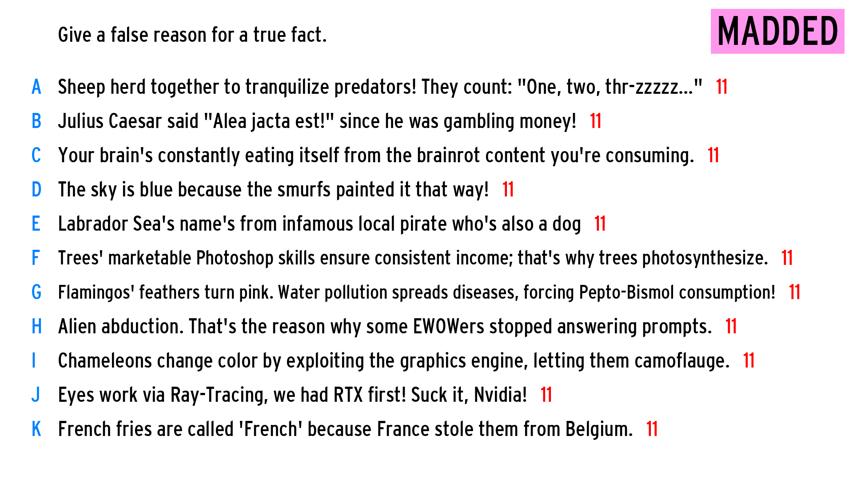 Give a false reason for a true fact.
MADDED
A Sheep herd together to tranquilize predators! They count: "One, two, thr-zzzzz..." 11
B Julius Caesar said "Alea jacta est!" since he was gambling money! 11
C Your brain's constantly eating itself from the brainrot content you're consuming. 11
D The sky is blue because the smurfs painted it that way! 11
E Labrador Sea's name's from infamous local pirate who's also a dog 11
F Trees' marketable Photoshop skills ensure consistent income; that's why trees photosynthesize. 11
G Flamingos' feathers turn pink. Water pollution spreads diseases, forcing Pepto-Bismol consumption! 11
H Alien abduction. That's the reason why some EWOWers stopped answering prompts. 11
I Chameleons change color by exploiting the graphics engine, letting them camoflauge. 11
J Eyes work via Ray-Tracing, we had RTX first! Suck it, Nvidia! 11
K French fries are called 'French' because France stole them from Belgium. 11